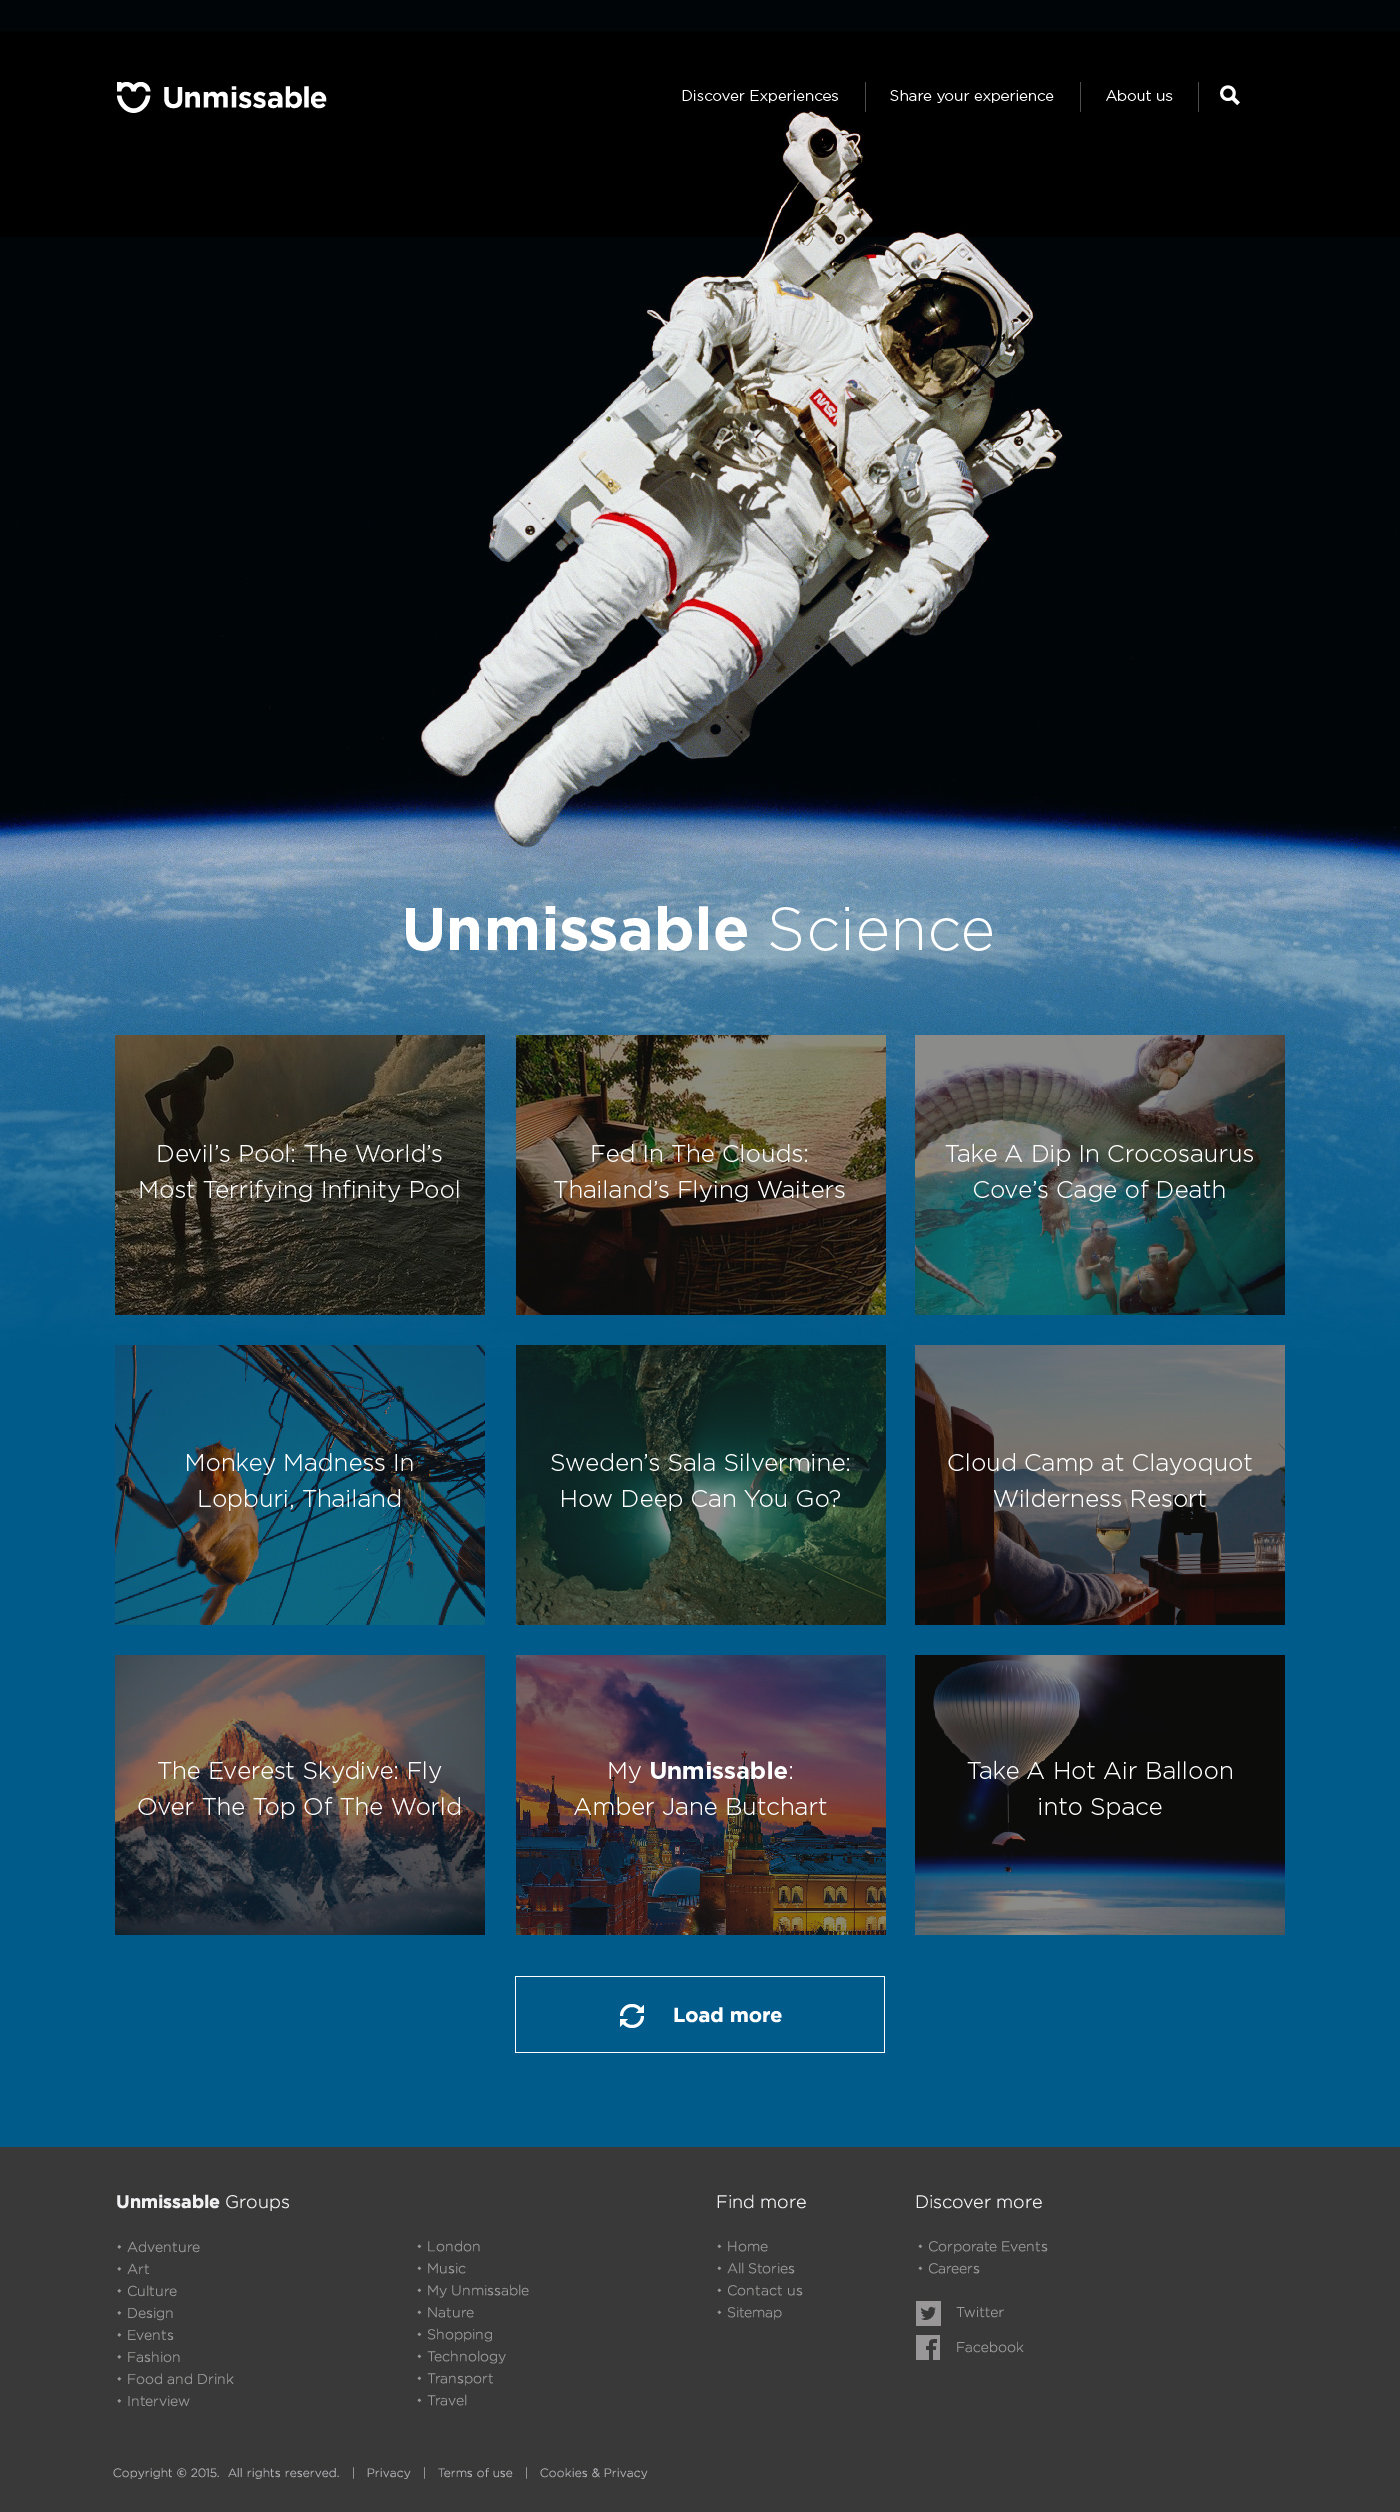 Unmissable
Discover Experiences
Share your experience
About us
NASA
Unmissable Science
Devil’s Pool: The World’s
Most Terrifying Infinity Pool
Fed In The Clouds:
Thailand’s Flying Waiters
Take A Dip In Crocosaurus
Cove’s Cage of Death
Monkey Madness In
Lopburi, Thailand
Sweden’s Sala Silvermine:
How Deep Can You Go?
Cloud Camp at Clayoquot
Wilderness Resort
The Everest Skydive: Fly
Over The Top Of The World
My Unmissable:
Amber Jane Butchart
Take A Hot Air Balloon
into Space
Load more
Unmissable Groups
• Adventure
• Art
• Culture
• Design
• Events
• Fashion
• Food and Drink
• Interview
• London
• Music
• My Unmissable
• Nature
• Shopping
• Technology
• Transport
• Travel
Find more
• Home
• All Stories
• Contact us
• Sitemap
Discover more
• Corporate Events
• Careers
Twitter
Facebook
Copyright © 2015. All rights reserved. | Privacy | Terms of use | Cookies & Privacy